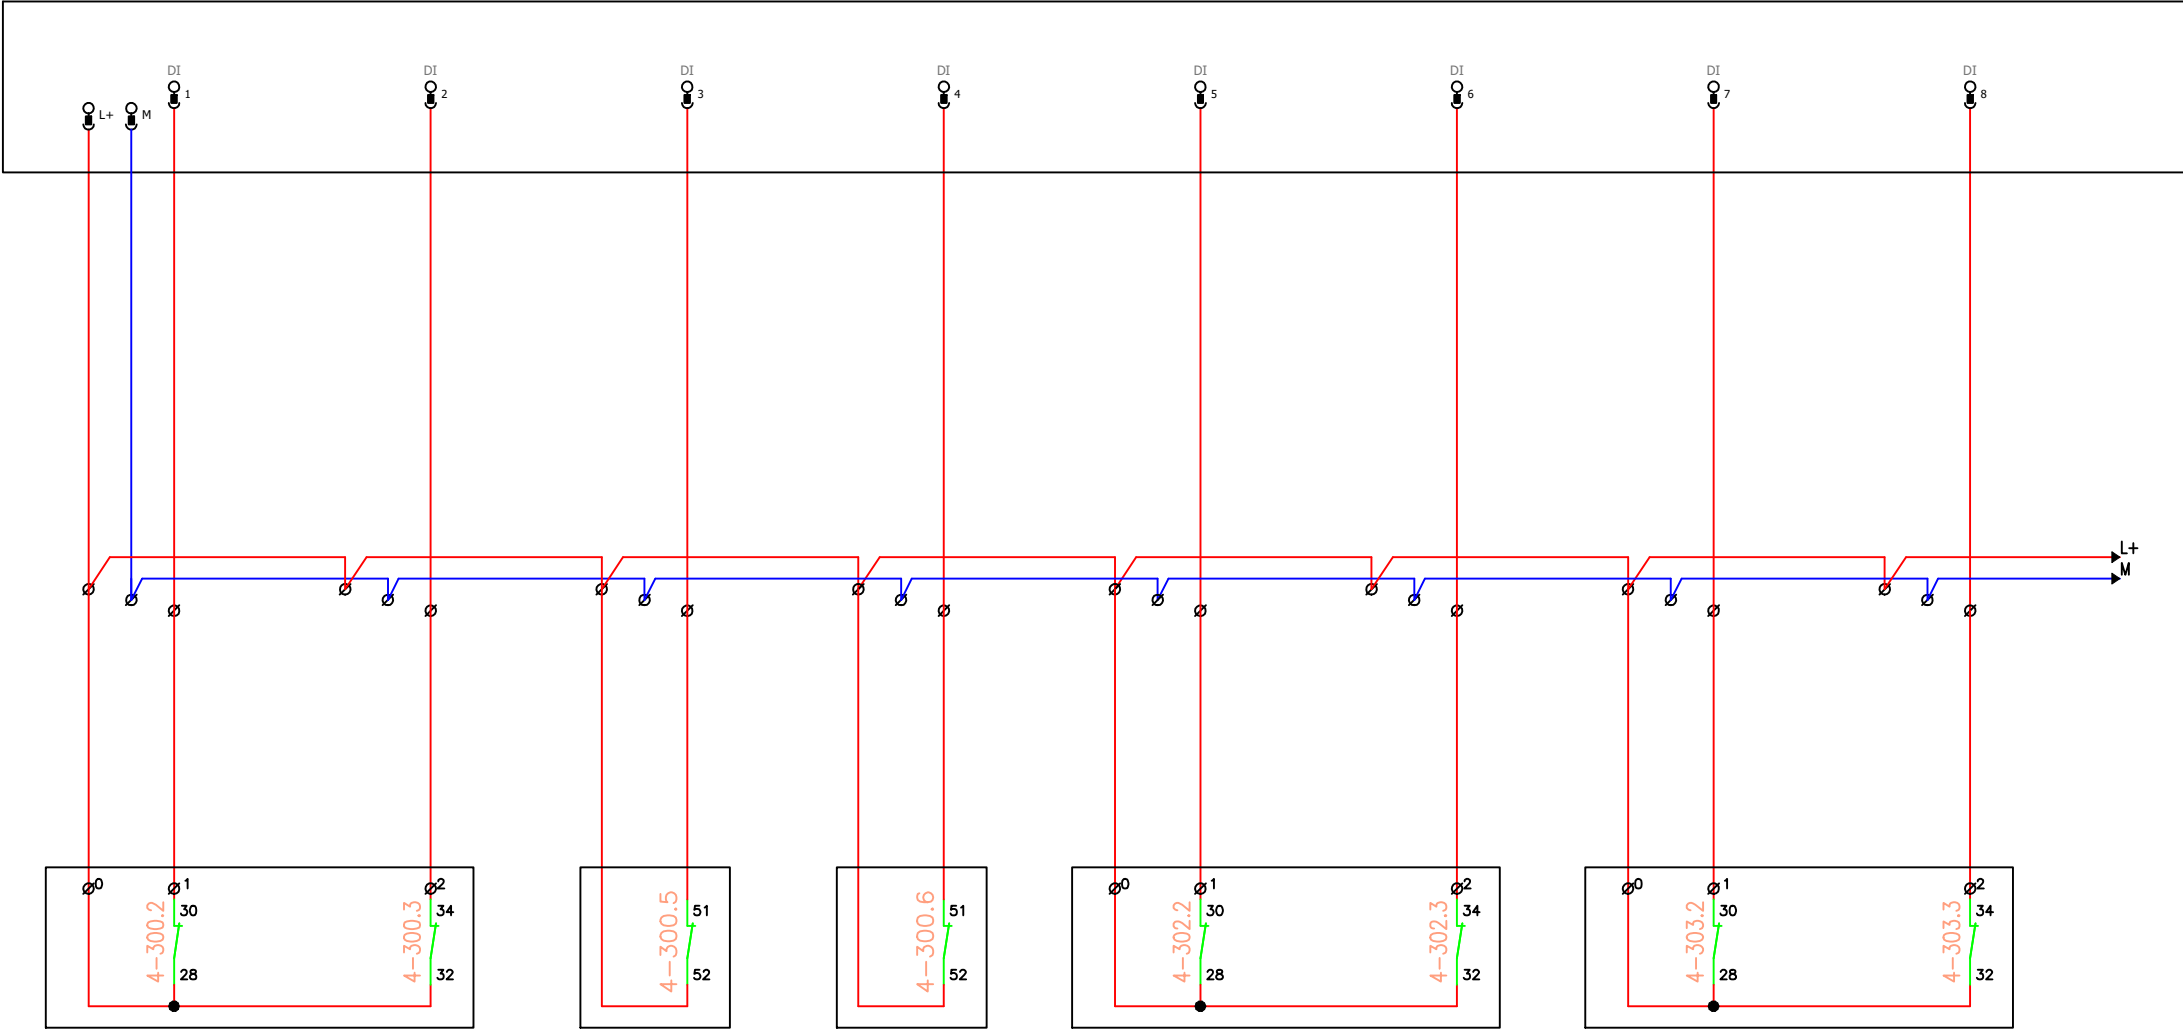 DI DI DI DI DI DI DI DI
1 2 3 4 5 6 7 8
L+ M
L+
M
0 1 2 0 1 2 0 1 2
30 34 51 51 30 34 30 34
4-300.2 4-300.3 4-300.5 4-300.6 4-302.2 4-302.3 4-303.2 4-303.3
28 32 52 52 28 32 28 32